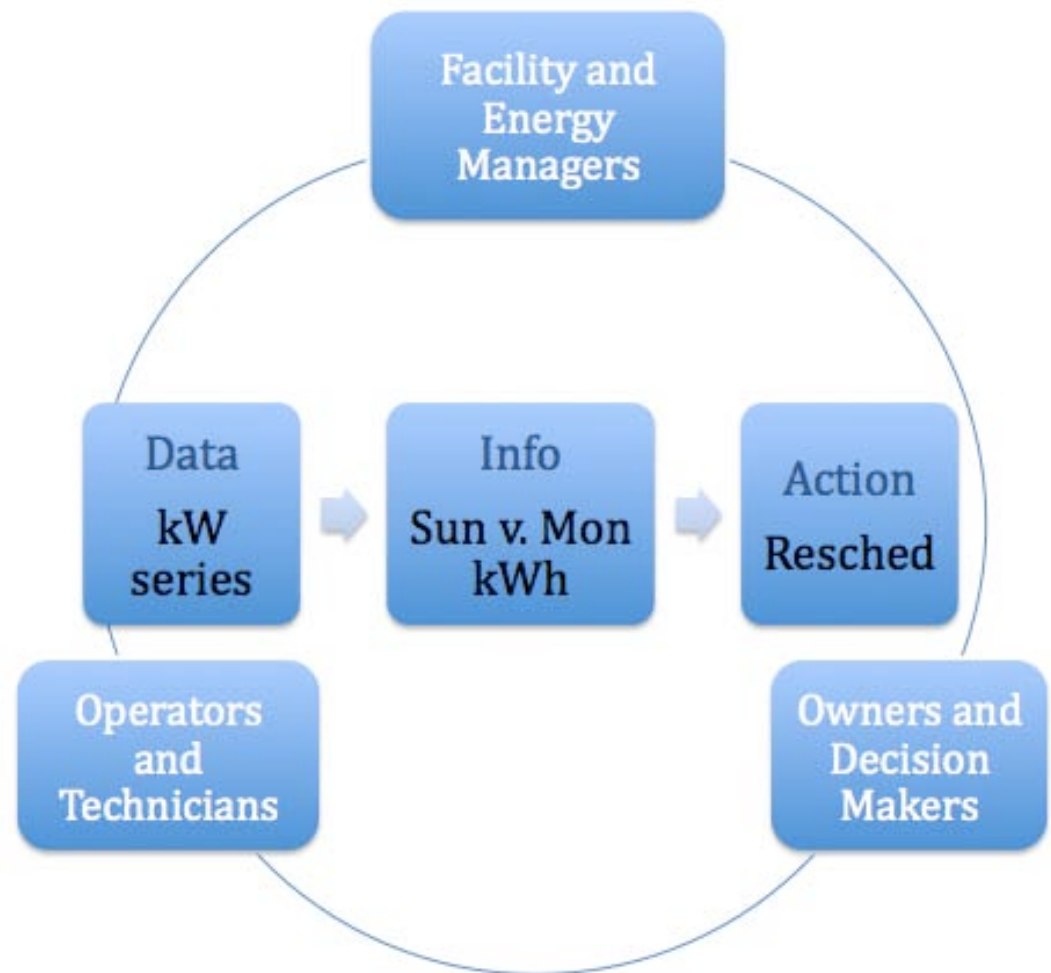 Facility and
Energy
Managers
Data
kW
series
Info
Sun v. Mon
kWh
Action
Resched
Operators
and
Technicians
Owners and
Decision
Makers